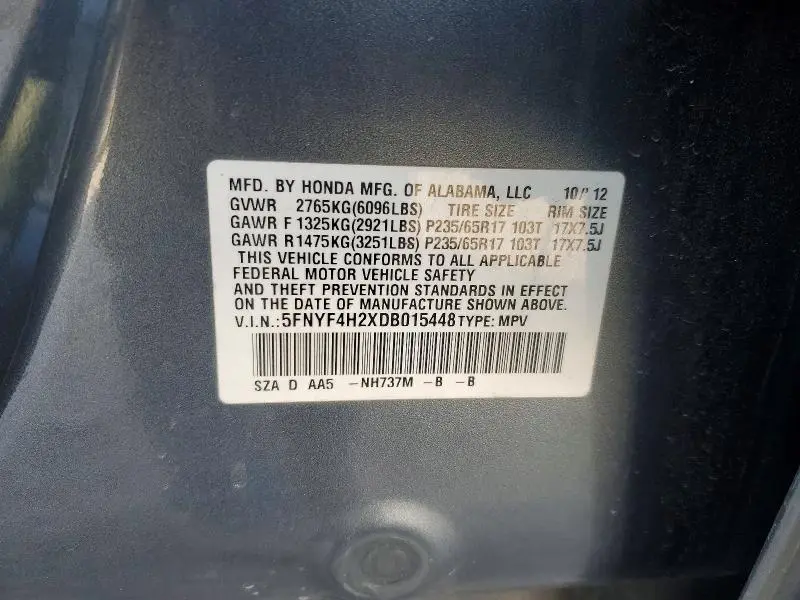 MFD. BY HONDA MFG. OF ALABAMA, LLC 10/12
GVWR 2765KG(6096LBS) TIRE SIZE RIM SIZE
GAWR F 1325KG(2921LBS) P235/65R17 103T 17X7.5J
GAWR R1475KG(3251LBS) P235/65R17 103T 17X7.5J
THIS VEHICLE CONFORMS TO ALL APPLICABLE
FEDERAL MOTOR VEHICLE SAFETY
AND THEFT PREVENTION STANDARDS IN EFFECT
ON THE DATE OF MANUFACTURE SHOWN ABOVE.
V.I.N.:5FNYF4H2XDB015448 TYPE: MPV
SZA D AA5 -NH737M -B -B